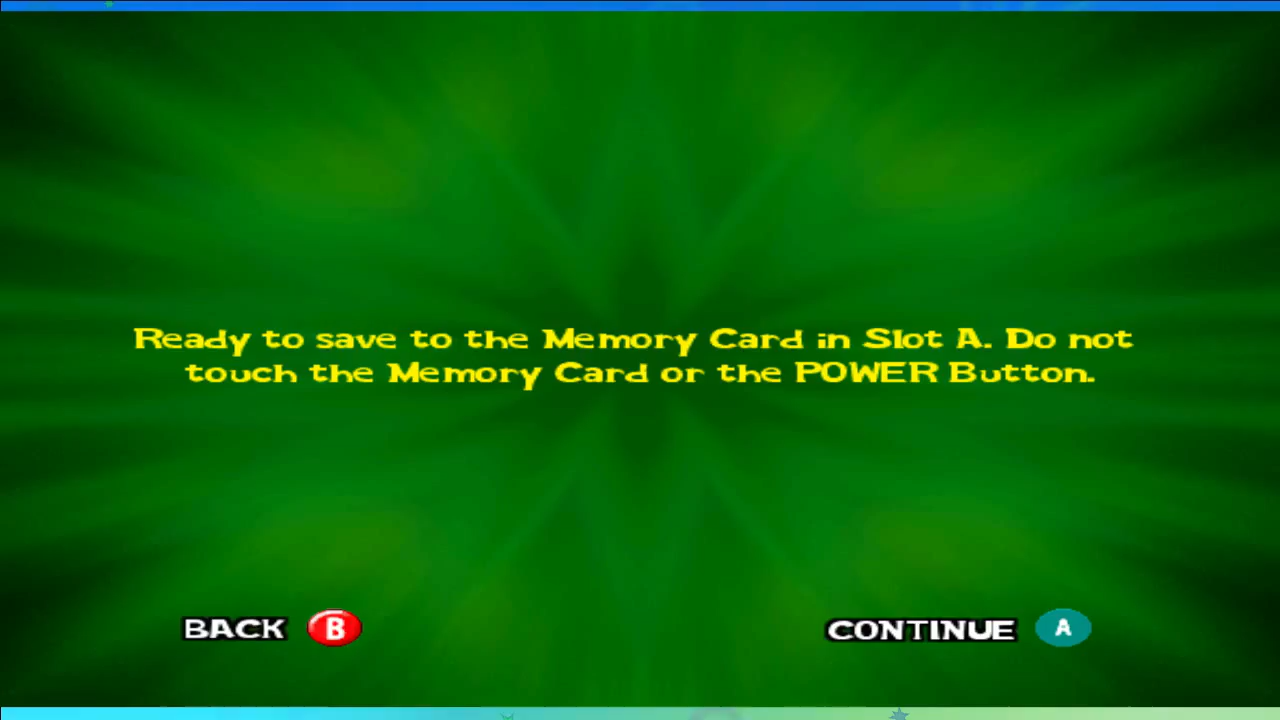 Ready to save to the Memory Card in Slot A. Do not
touch the Memory Card or the POWER Button.
BACK B
CONTINUE A